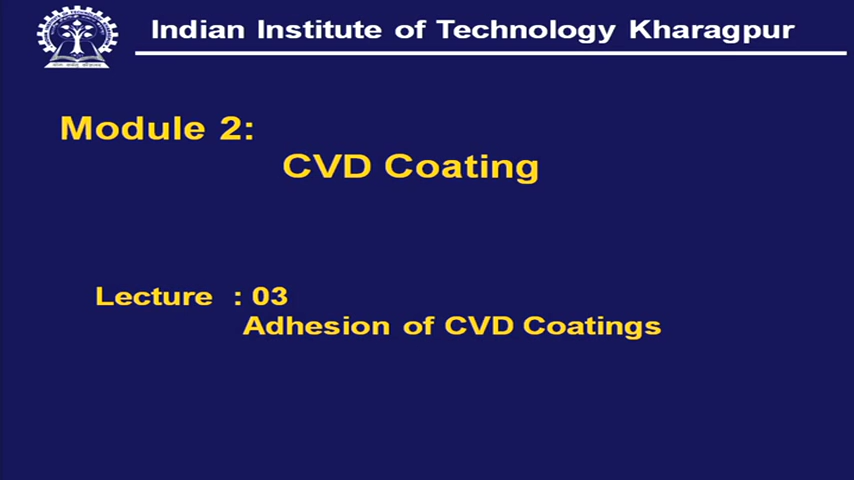 Indian Institute of Technology Kharagpur
Module 2:
CVD Coating
Lecture : 03
Adhesion of CVD Coatings